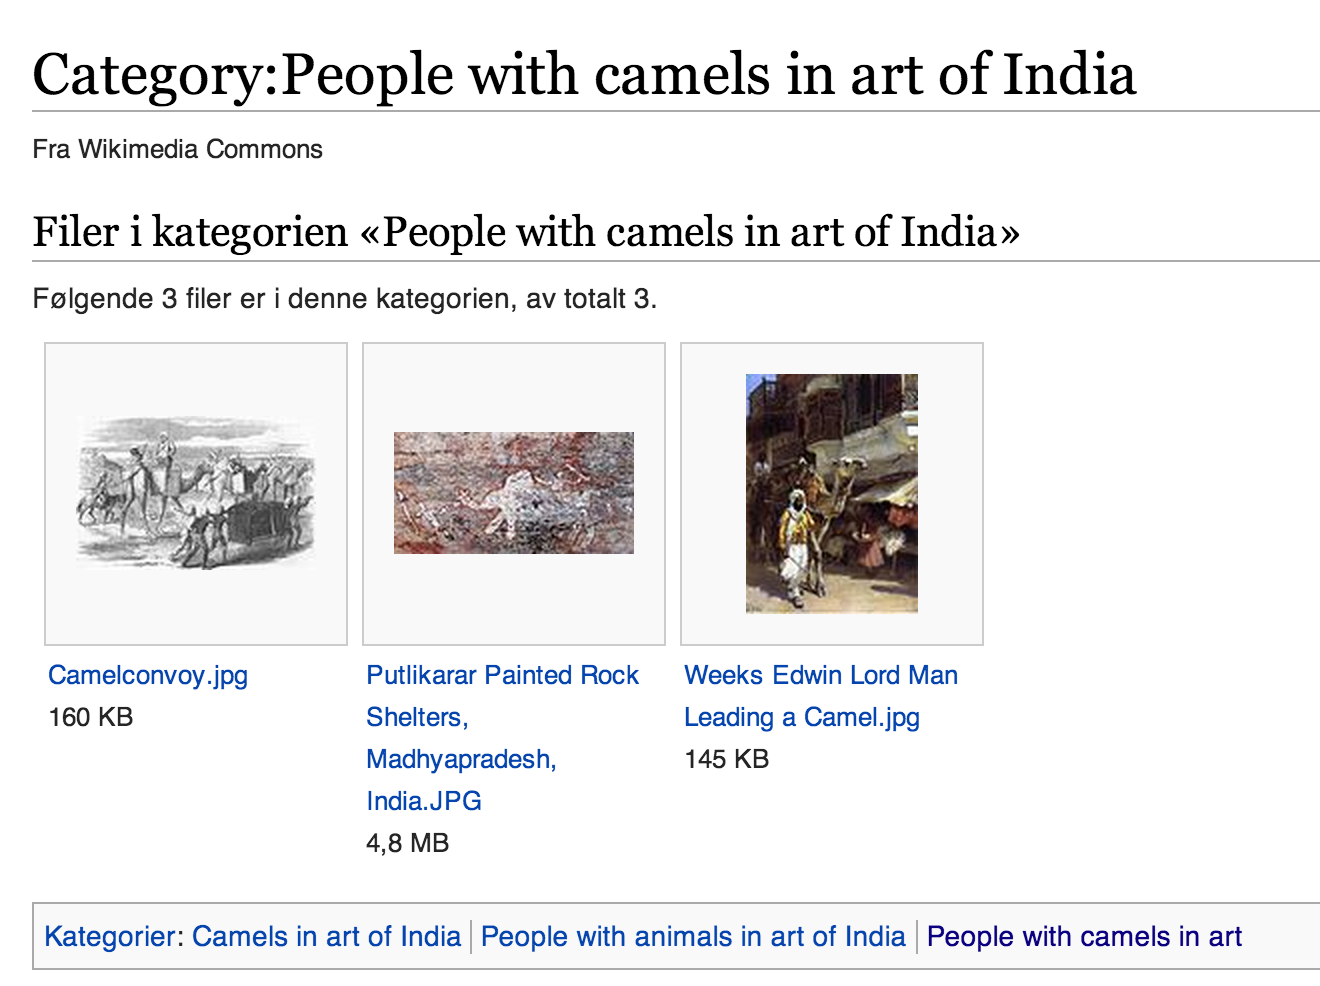 Category:People with camels in art of India
Fra Wikimedia Commons
Filer i kategorien «People with camels in art of India»
Følgende 3 filer er i denne kategorien, av totalt 3.
Camelconvoy.jpg
160 KB
Putlikarar Painted Rock
Shelters,
Madhyapradesh,
India.JPG
4,8 MB
Weeks Edwin Lord Man
Leading a Camel.jpg
145 KB
Kategorier: Camels in art of India | People with animals in art of India | People with camels in art